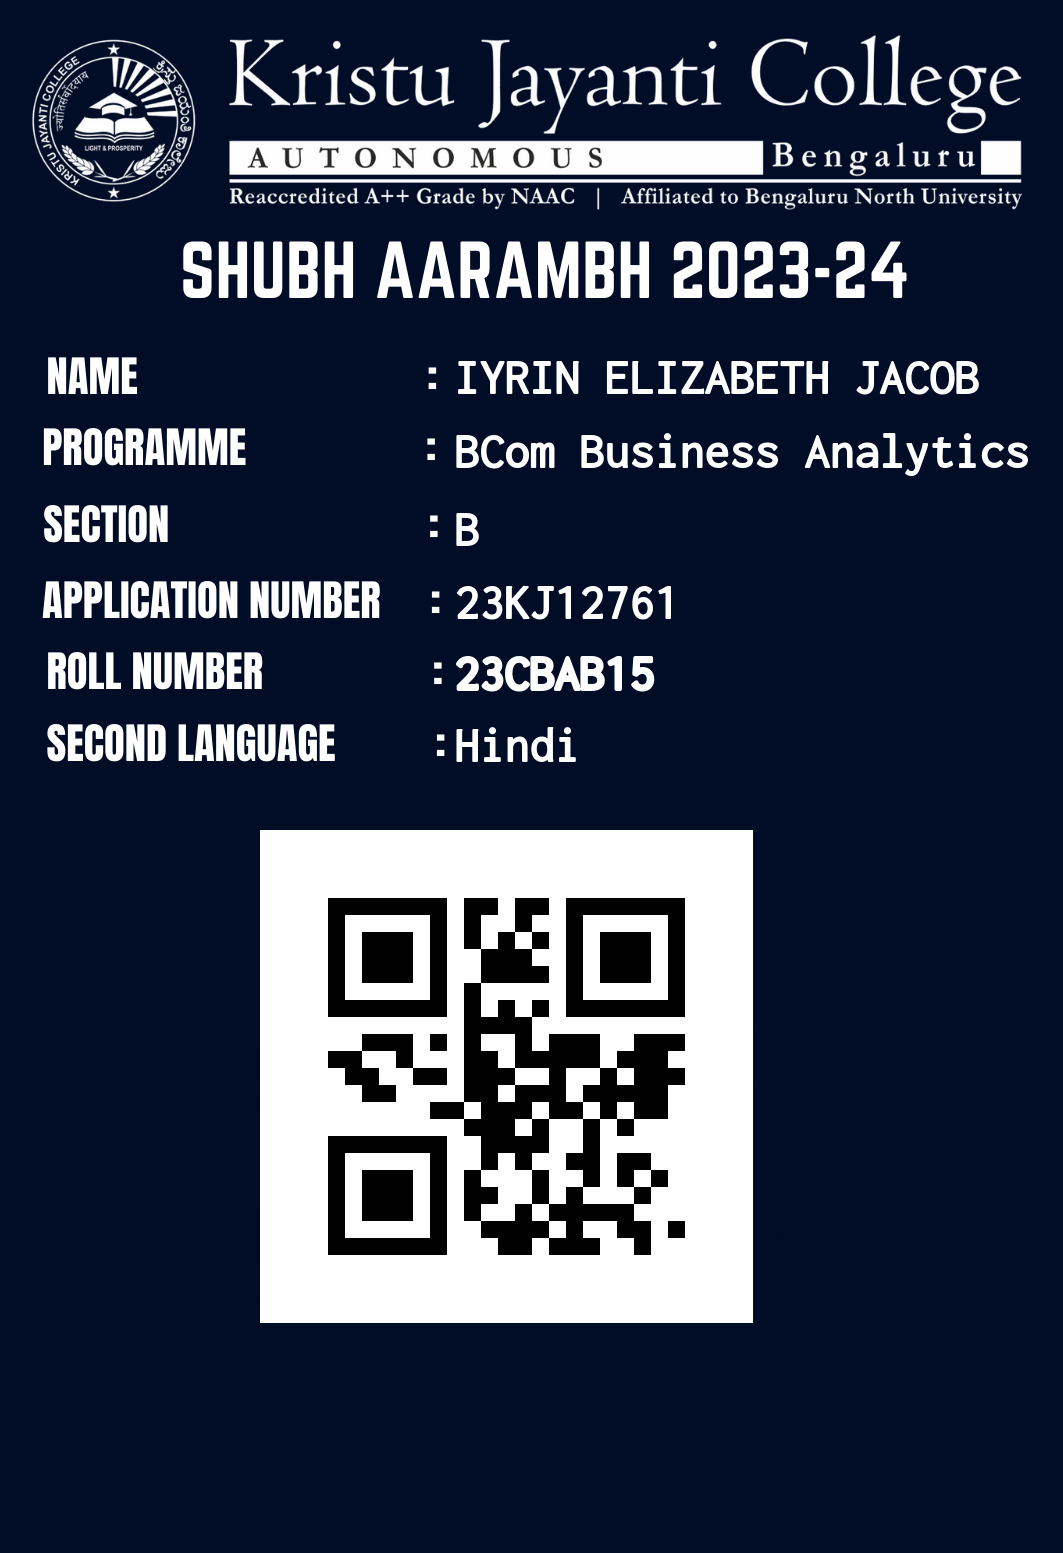 KRISTU JAYANTI COLLEGE
LIGHT & PROSPERITY
Kristu Jayanti College
AUTONOMOUS Bengaluru
Reaccredited A++ Grade by NAAC | Affiliated to Bengaluru North University
SHUBH AARAMBH 2023-24
NAME : IYRIN ELIZABETH JACOB
PROGRAMME : BCom Business Analytics
SECTION : B
APPLICATION NUMBER : 23KJ12761
ROLL NUMBER : 23CBAB15
SECOND LANGUAGE : Hindi